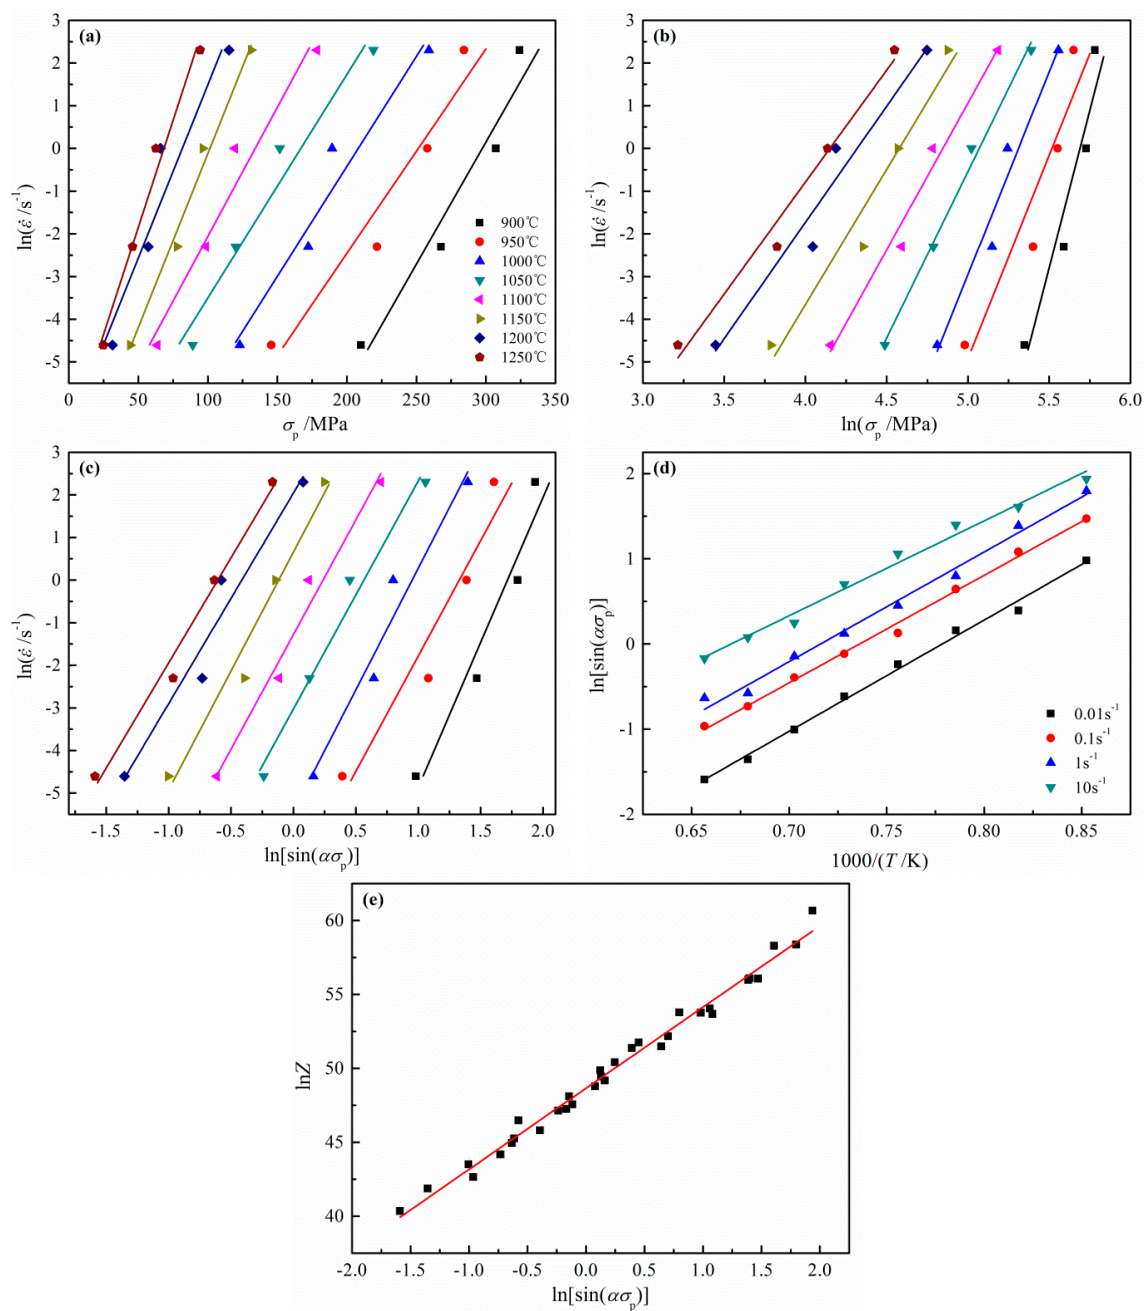 (a)
3
2
1
0
-1
-2
-3
-4
-5
ln(ε̇ /s⁻¹)
900℃
950℃
1000℃
1050℃
1100℃
1150℃
1200℃
1250℃
0 50 100 150 200 250 300 350
σp /MPa
(b)
3
2
1
0
-1
-2
-3
-4
-5
ln(ε̇ /s⁻¹)
3.0 3.5 4.0 4.5 5.0 5.5 6.0
ln(σp /MPa)
(c)
3
2
1
0
-1
-2
-3
-4
-5
ln(ε̇ /s⁻¹)
-1.5 -1.0 -0.5 0.0 0.5 1.0 1.5 2.0
ln[sin(ασp)]
(d)
2
1
0
-1
-2
ln[sin(ασp)]
0.01s⁻¹
0.1s⁻¹
1s⁻¹
10s⁻¹
0.65 0.70 0.75 0.80 0.85
1000/(T /K)
(e)
60
55
50
45
40
lnZ
-2.0 -1.5 -1.0 -0.5 0.0 0.5 1.0 1.5 2.0
ln[sin(ασp)]